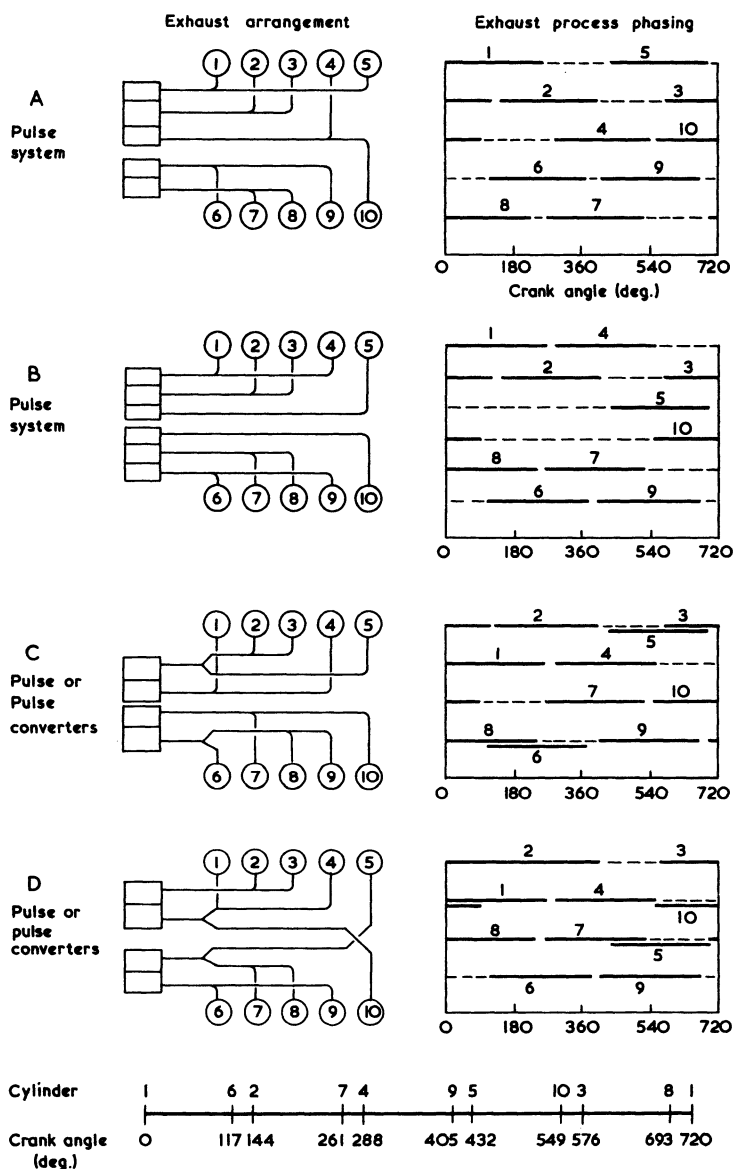 Exhaust arrangement
Exhaust process phasing
A
Pulse
system
1 2 3 4 5
6 7 8 9 10
1 5
2 3
4 10
6 9
8 7
0 180 360 540 720
Crank angle (deg.)
B
Pulse
system
1 2 3 4 5
6 7 8 9 10
1 4
2 3
5
10
8 7
6 9
0 180 360 540 720
C
Pulse or
Pulse
converters
1 2 3 4 5
6 7 8 9 10
2 3
5
1 4
7 10
8 9
6
0 180 360 540 720
D
Pulse or
pulse
converters
1 2 3 4 5
6 7 8 9 10
2 3
1 4
10
8 7
5
6 9
0 180 360 540 720
Cylinder 1 6 2 7 4 9 5 10 3 8 1
Crank angle 0 117 144 261 288 405 432 549 576 693 720
(deg.)